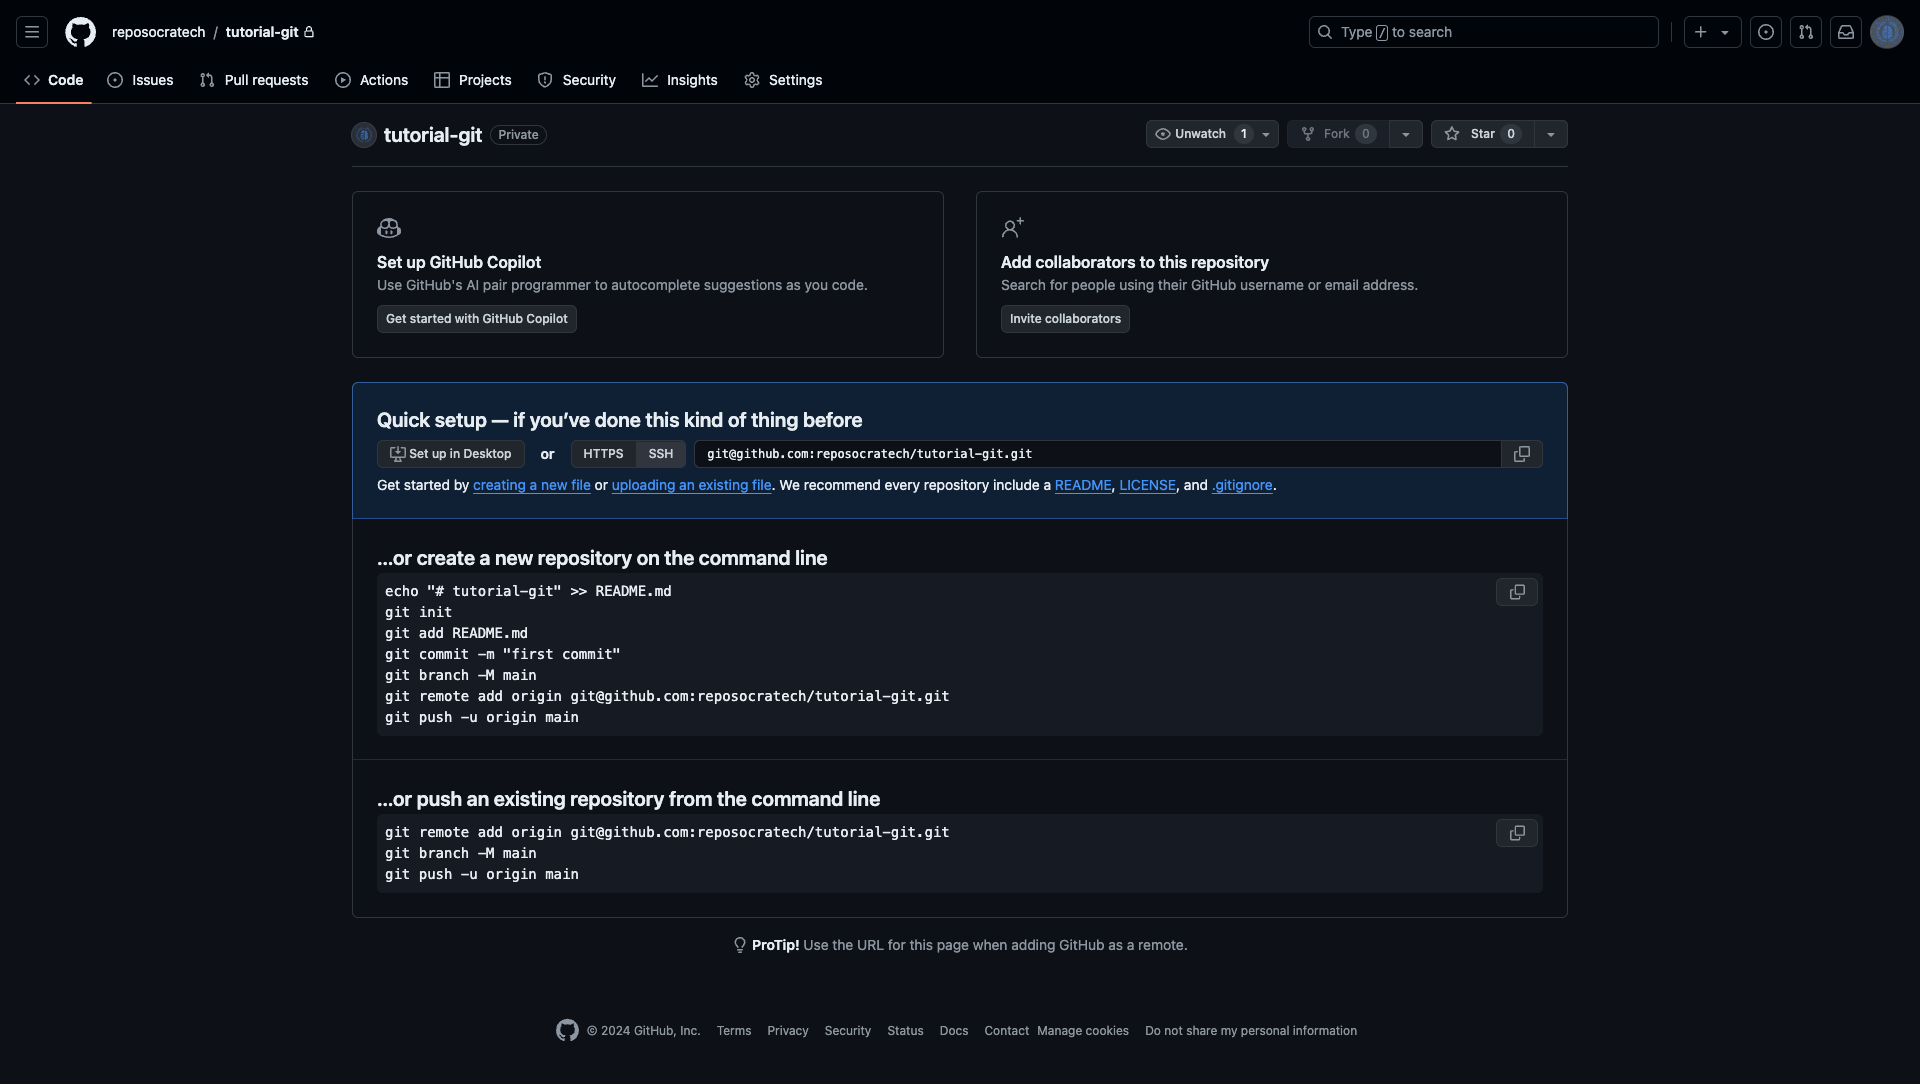 reposocratech / tutorial-git
Type / to search
Code Issues Pull requests Actions Projects Security Insights Settings
tutorial-git Private
Unwatch 1 Fork 0 Star 0
Set up GitHub Copilot
Use GitHub's AI pair programmer to autocomplete suggestions as you code.
Get started with GitHub Copilot
Add collaborators to this repository
Search for people using their GitHub username or email address.
Invite collaborators
Quick setup — if you’ve done this kind of thing before
Set up in Desktop or HTTPS SSH git@github.com:reposocratech/tutorial-git.git
Get started by creating a new file or uploading an existing file. We recommend every repository include a README, LICENSE, and .gitignore.
…or create a new repository on the command line
echo "# tutorial-git" >> README.md
git init
git add README.md
git commit -m "first commit"
git branch -M main
git remote add origin git@github.com:reposocratech/tutorial-git.git
git push -u origin main
…or push an existing repository from the command line
git remote add origin git@github.com:reposocratech/tutorial-git.git
git branch -M main
git push -u origin main
ProTip! Use the URL for this page when adding GitHub as a remote.
© 2024 GitHub, Inc. Terms Privacy Security Status Docs Contact Manage cookies Do not share my personal information